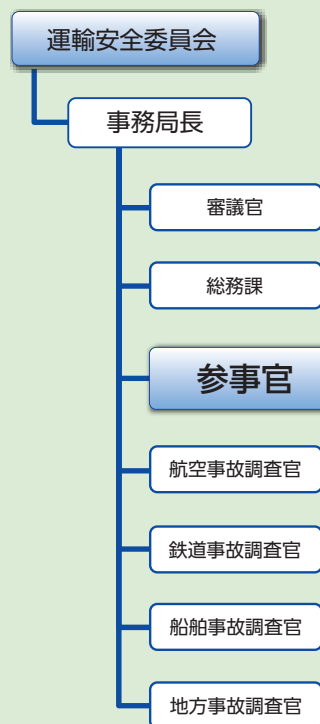 運輸安全委員会
事務局長
審議官
総務課
参事官
航空事故調査官
鉄道事故調査官
船舶事故調査官
地方事故調査官